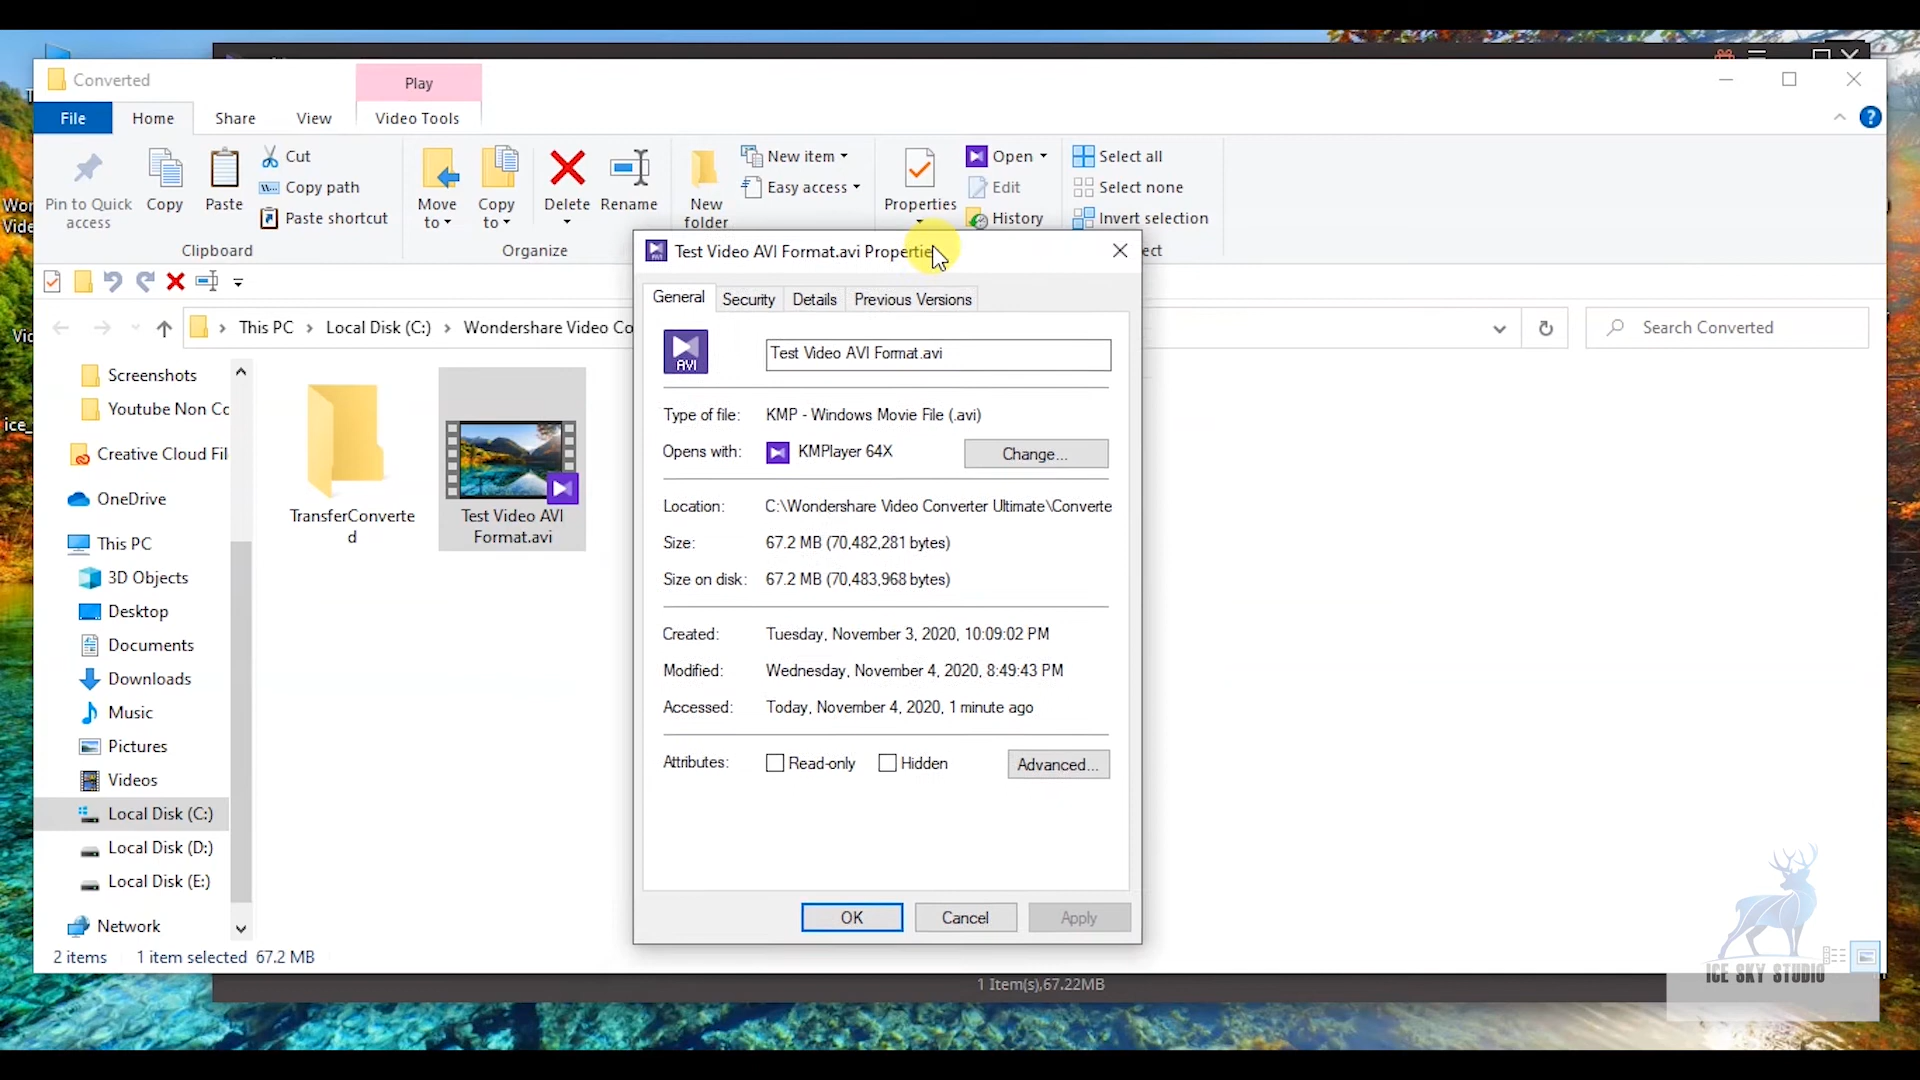 Converted
Play
File
Home
Share
View
Video Tools
Pin to Quick access
Copy
Paste
Cut
Copy path
Paste shortcut
Clipboard
Move to
Copy to
Delete
Rename
Organize
New folder
New item
Easy access
Properties
Open
Edit
History
Select all
Select none
Invert selection
This PC > Local Disk (C:) > Wondershare Video Co
Search Converted
Screenshots
Youtube Non Co
Creative Cloud Fil
OneDrive
This PC
3D Objects
Desktop
Documents
Downloads
Music
Pictures
Videos
Local Disk (C:)
Local Disk (D:)
Local Disk (E:)
Network
TransferConverte
d
Test Video AVI
Format.avi
2 items 1 item selected 67.2 MB
Test Video AVI Format.avi Properties
General
Security
Details
Previous Versions
AVI
Test Video AVI Format.avi
Type of file: KMP - Windows Movie File (.avi)
Opens with: KMPlayer 64X
Change...
Location: C:\Wondershare Video Converter Ultimate\Converte
Size: 67.2 MB (70,482,281 bytes)
Size on disk: 67.2 MB (70,483,968 bytes)
Created: Tuesday, November 3, 2020, 10:09:02 PM
Modified: Wednesday, November 4, 2020, 8:49:43 PM
Accessed: Today, November 4, 2020, 1 minute ago
Attributes: Read-only Hidden
Advanced...
OK
Cancel
Apply
1 Item(s),67.22MB
ICE SKY STUDIO